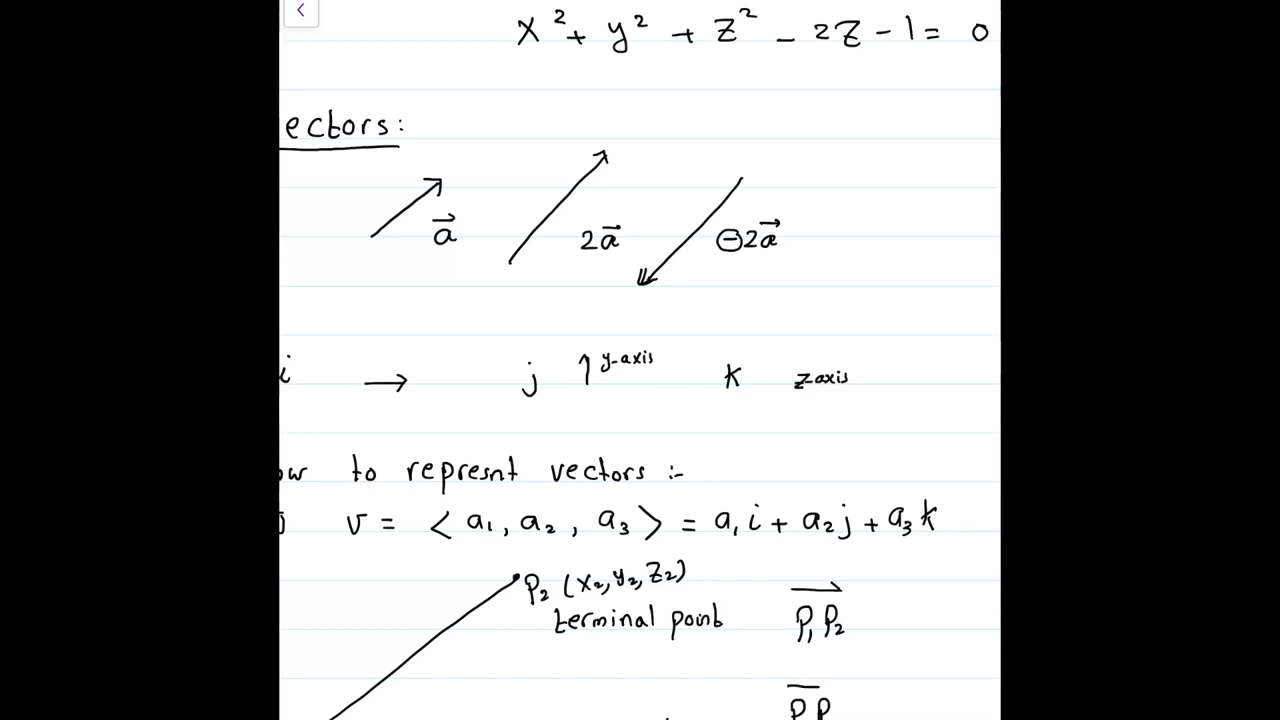 x² + y² + z² - 2z - 1 = 0
ectors:
a⃗ 2a⃗ ⊖2a⃗
i → j ↑ y-axis k z axis
ow to represnt vectors :-
v = < a₁, a₂, a₃ > = a₁i + a₂j + a₃k
P₂ (x₂, y₂, z₂)
terminal point P₁P₂
P P